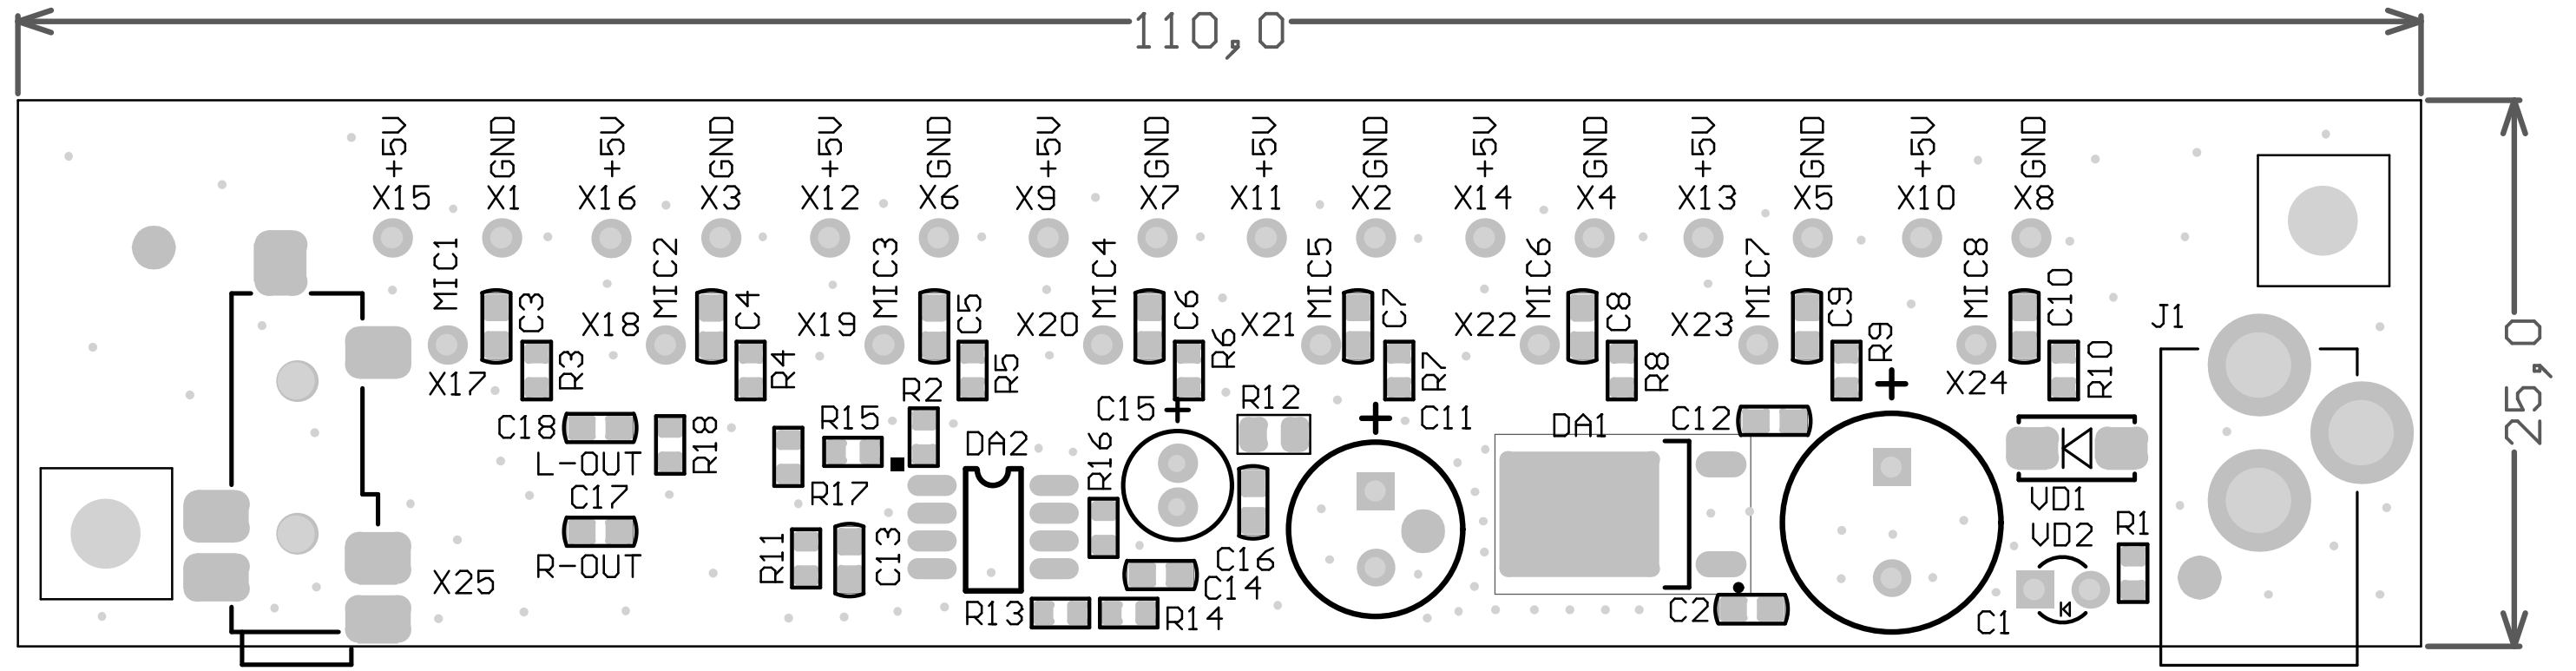 110,0
+5V GND +5V GND +5V GND +5V GND +5V GND +5V GND +5V GND +5V GND
X15 X1 X16 X3 X12 X6 X9 X7 X11 X2 X14 X4 X13 X5 X10 X8
MIC1 MIC2 MIC3 MIC4 MIC5 MIC6 MIC7 MIC8
C3 C4 C5 C6 C7 C8 C9 C10
X18 X19 X20 X21 X22 X23 J1
X17 R3 R4 R5 R6 R7 R8 R9 X24 R10
25,0
R2 C15 + R12 + C11 DA1 C12 +
C18 R18 R15 DA2 R16
L-OUT
C17 R17 VD1
R-OUT R11 C13 C16 VD2 R1
X25 C14
R13 R14 C2 C1